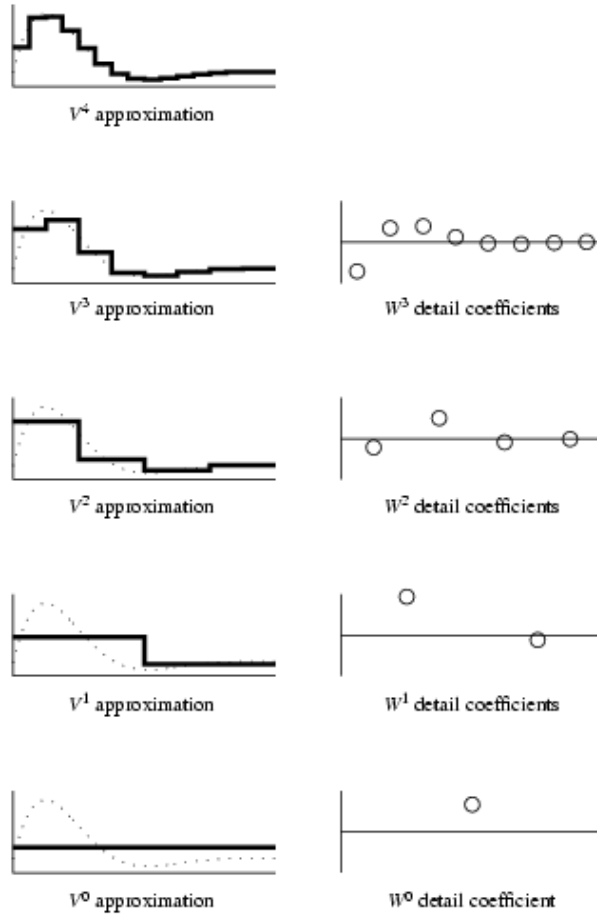 V⁴ approximation
V³ approximation
W³ detail coefficients
V² approximation
W² detail coefficients
V¹ approximation
W¹ detail coefficients
V⁰ approximation
W⁰ detail coefficient